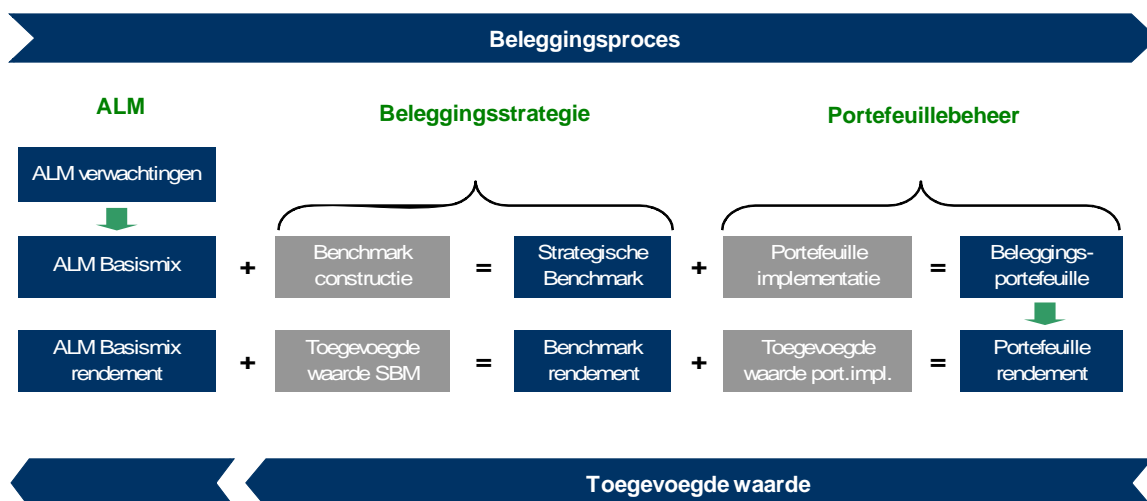 Beleggingsproces
ALM
Beleggingsstrategie
Portefeuillebeheer
ALM verwachtingen
ALM Basismix
+
Benchmark
constructie
=
Strategische
Benchmark
+
Portefeuille
implementatie
=
Beleggings-
portefeuille
ALM Basismix
rendement
+
Toegevoegde
waarde SBM
=
Benchmark
rendement
+
Toegevoegde
waarde port.impl.
=
Portefeuille
rendement
Toegevoegde waarde